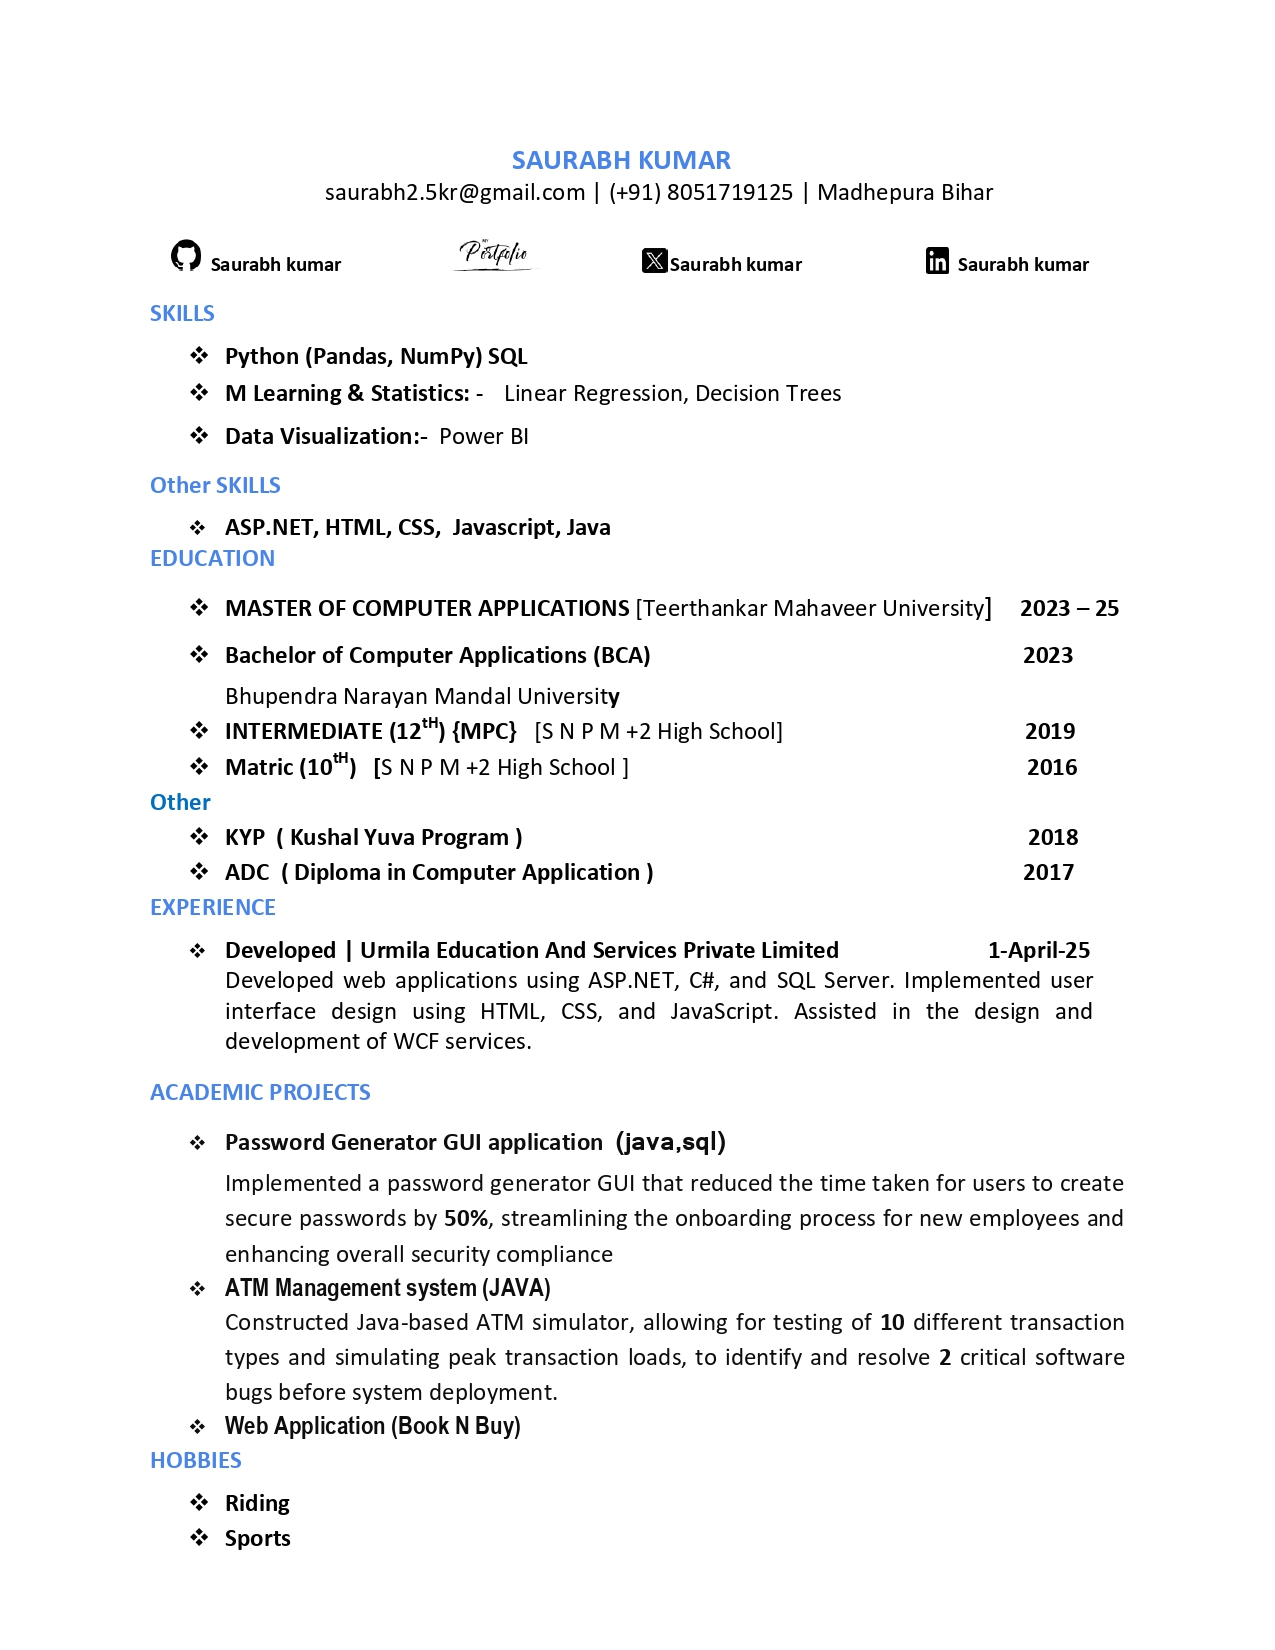 SAURABH KUMAR
saurabh2.5kr@gmail.com | (+91) 8051719125 | Madhepura Bihar
Saurabh kumar MY Portfolio Saurabh kumar Saurabh kumar
SKILLS
❖ Python (Pandas, NumPy) SQL
❖ M Learning & Statistics: - Linear Regression, Decision Trees
❖ Data Visualization:- Power BI
Other SKILLS
❖ ASP.NET, HTML, CSS, Javascript, Java
EDUCATION
❖ MASTER OF COMPUTER APPLICATIONS [Teerthankar Mahaveer University] 2023 – 25
❖ Bachelor of Computer Applications (BCA) 2023
Bhupendra Narayan Mandal University
❖ INTERMEDIATE (12tH) {MPC} [S N P M +2 High School] 2019
❖ Matric (10tH) [S N P M +2 High School ] 2016
Other
❖ KYP ( Kushal Yuva Program ) 2018
❖ ADC ( Diploma in Computer Application ) 2017
EXPERIENCE
❖ Developed | Urmila Education And Services Private Limited 1-April-25
Developed web applications using ASP.NET, C#, and SQL Server. Implemented user
interface design using HTML, CSS, and JavaScript. Assisted in the design and
development of WCF services.
ACADEMIC PROJECTS
❖ Password Generator GUI application (java,sql)
Implemented a password generator GUI that reduced the time taken for users to create
secure passwords by 50%, streamlining the onboarding process for new employees and
enhancing overall security compliance
❖ ATM Management system (JAVA)
Constructed Java-based ATM simulator, allowing for testing of 10 different transaction
types and simulating peak transaction loads, to identify and resolve 2 critical software
bugs before system deployment.
❖ Web Application (Book N Buy)
HOBBIES
❖ Riding
❖ Sports